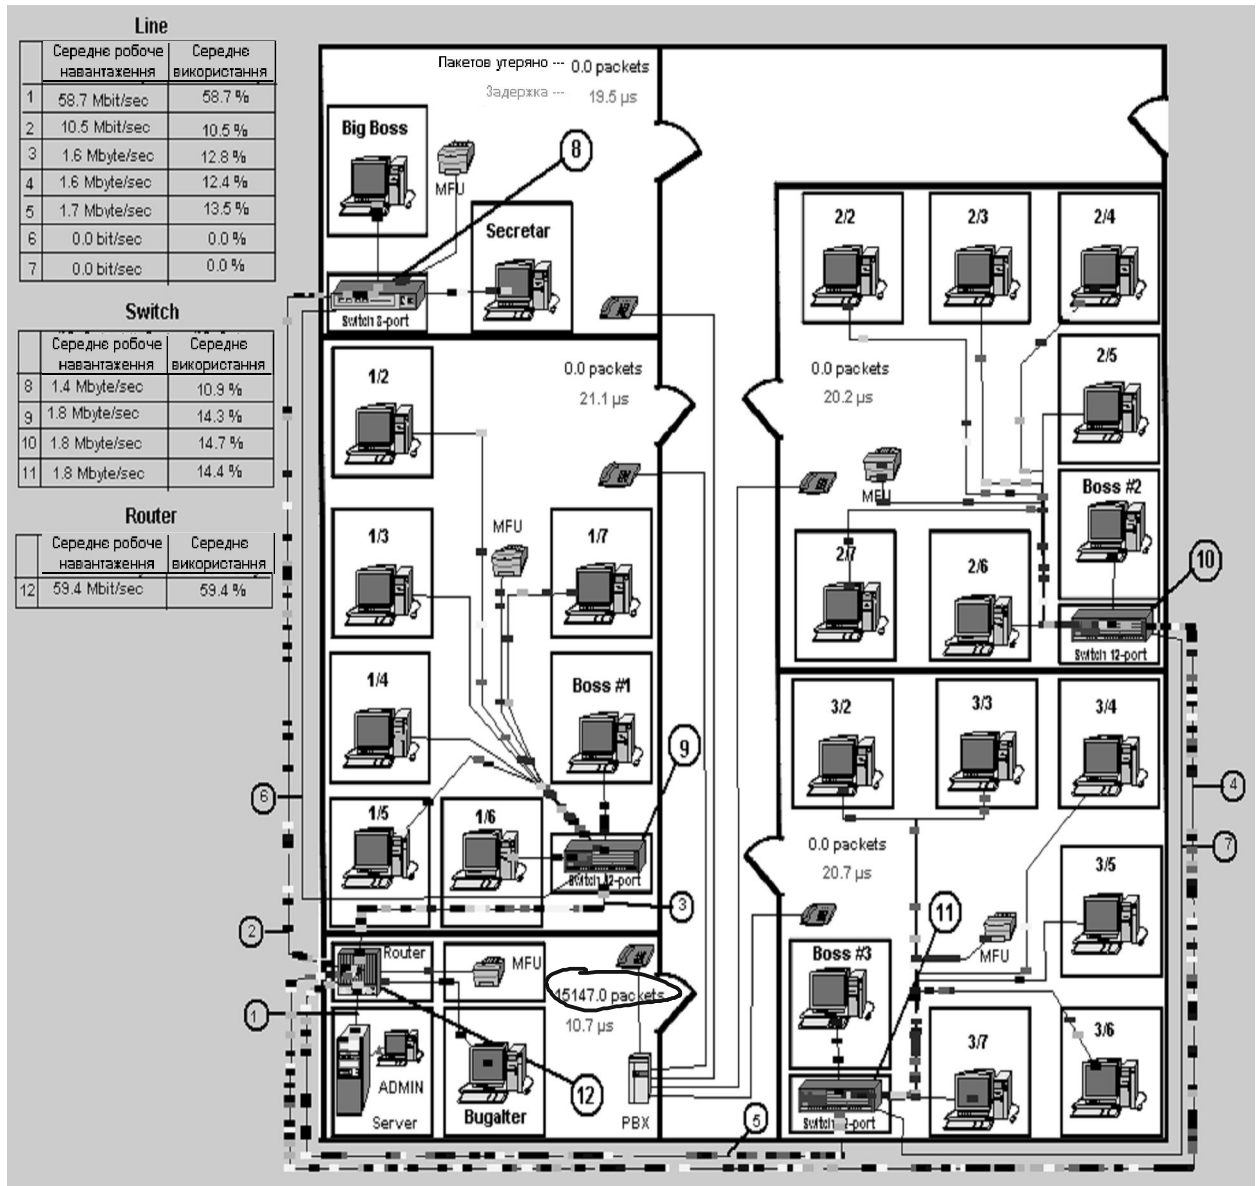 Line
Середнє робоче навантаження Середнє використання
1 58.7 Mbit/sec 58.7 %
2 10.5 Mbit/sec 10.5 %
3 1.6 Mbyte/sec 12.8 %
4 1.6 Mbyte/sec 12.4 %
5 1.7 Mbyte/sec 13.5 %
6 0.0 bit/sec 0.0 %
7 0.0 bit/sec 0.0 %
Switch
Середнє робоче навантаження Середнє використання
8 1.4 Mbyte/sec 10.9 %
9 1.8 Mbyte/sec 14.3 %
10 1.8 Mbyte/sec 14.7 %
11 1.8 Mbyte/sec 14.4 %
Router
Середнє робоче навантаження Середнє використання
12 59.4 Mbit/sec 59.4 %
Пакетов утеряно --- 0.0 packets
Задержка --- 19.5 µs
Big Boss
MFU
8
Secretar
Switch 8-port
1/2
0.0 packets
21.1 µs
1/3
MFU
1/7
1/4
Boss #1
9
6
1/5
1/6
Switch 12-port
3
2
Router
MFU
15147.0 packets
10.7 µs
1
ADMIN
Server
Bugalter
12
PBX
2/2
2/3
2/4
0.0 packets
20.2 µs
2/5
MFU
Boss #2
2/7
2/6
10
Switch 12-port
3/2
3/3
3/4
4
7
0.0 packets
20.7 µs
3/5
11
Boss #3
MFU
3/7
3/6
Switch 12-port
5